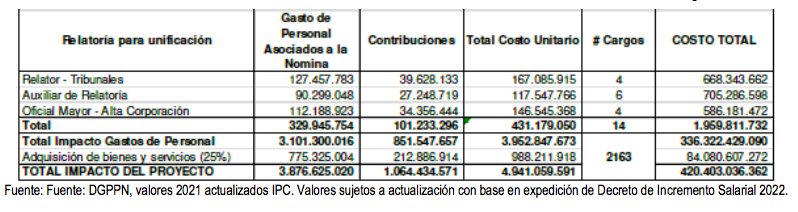 Relatoría para unificación Gasto de Personal Asociados a la Nomina Contribuciones Total Costo Unitario # Cargos COSTO TOTAL
Relator - Tribunales 127.457.783 39.628.133 167.085.915 4 668.343.662
Auxiliar de Relatoría 90.299.048 27.248.719 117.547.766 6 705.286.598
Oficial Mayor - Alta Corporación 112.188.923 34.356.444 146.545.368 4 586.181.472
Total 329.945.754 101.233.296 431.179.050 14 1.959.811.732
Total Impacto Gastos de Personal 3.101.300.016 851.547.657 3.952.847.673 2163 336.322.429.090
Adquisición de bienes y servicios (25%) 775.325.004 212.886.914 988.211.918 84.080.607.272
TOTAL IMPACTO DEL PROYECTO 3.876.625.020 1.064.434.571 4.941.059.591 420.403.036.362
Fuente: Fuente: DGPPN, valores 2021 actualizados IPC. Valores sujetos a actualización con base en expedición de Decreto de Incremento Salarial 2022.